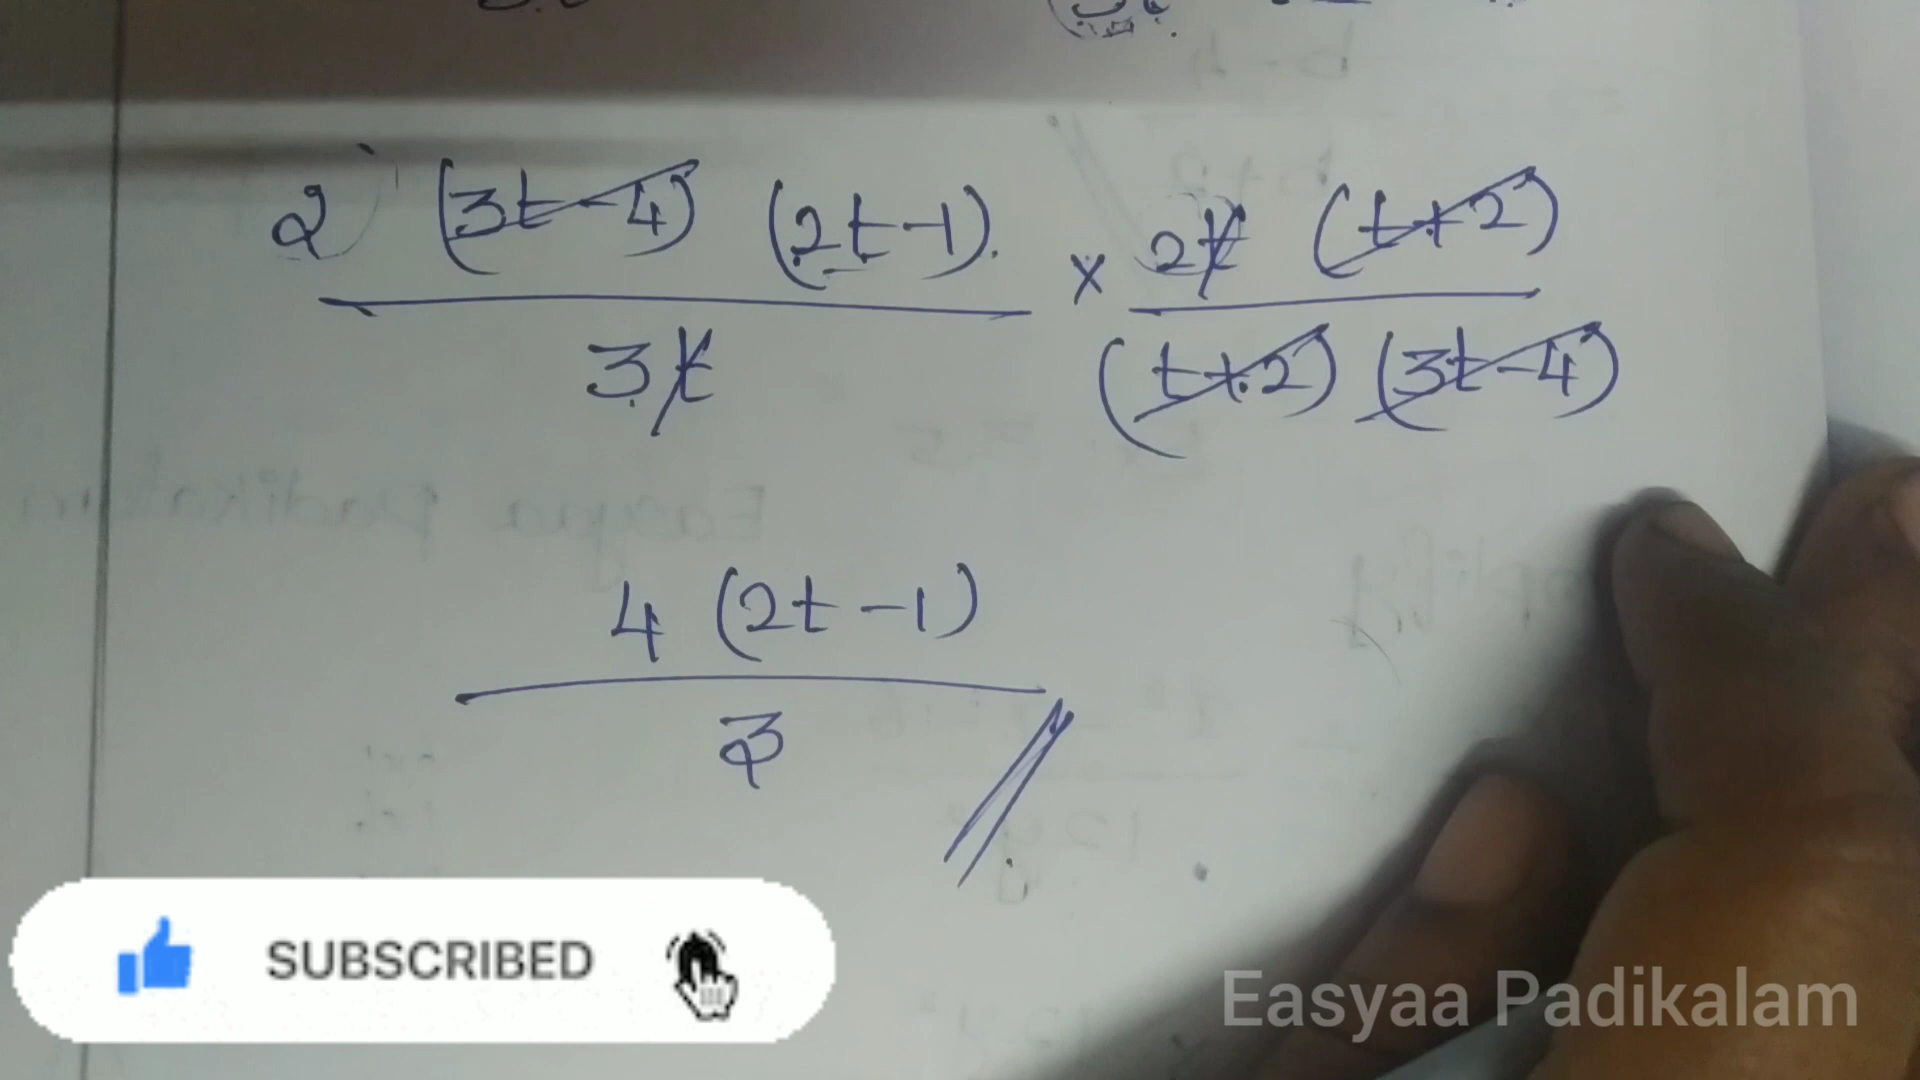 2 (3t-4) (2t-1) × 2t (t+2)
3t (t+2) (3t-4)
4 (2t-1)
3
SUBSCRIBED
Easyaa Padikalam